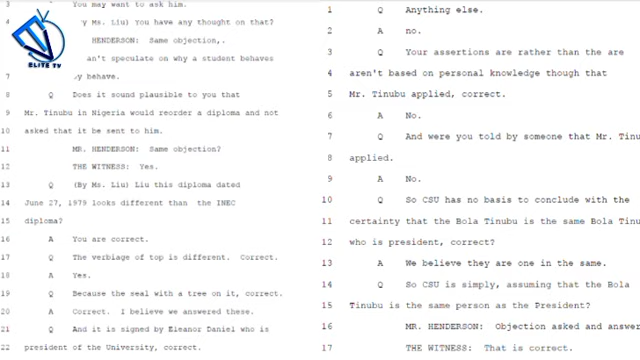 3 Q You may want to ask him.
4 y Ms. Liu) You have any thought on that?
HENDERSON: Same objection,.
an't speculate on why a student behaves
7 y behave.
8 Q Does it sound plausible to you that
9 Mr. Tinubu in Nigeria would reorder a diploma and not
10 asked that it be sent to him.
11 MR. HENDERSON: Same objection?
12 THE WITNESS: Yes.
13 Q (By Ms. Liu) Liu this diploma dated
14 June 27, 1979 looks different than the INEC
15 diploma?
16 A You are correct.
17 Q The verbiage of top is different. Correct.
18 A Yes.
19 Q Because the seal with a tree on it, correct.
20 A Correct. I believe we answered these.
21 Q And it is signed by Eleanor Daniel who is
22 president of the University, correct.
ELITE TV
1 Q Anything else.
2 A no.
3 Q Your assertions are rather than the are
4 aren't based on personal knowledge though that
5 Mr. Tinubu applied, correct.
6 A No.
7 Q And were you told by someone that Mr. Tinu
8 applied.
9 A No.
10 Q So CSU has no basis to conclude with the
11 certainty that the Bola Tinubu is the same Bola Tinu
12 who is president, correct?
13 A We believe they are one in the same.
14 Q So CSU is simply, assuming that the Bola
15 Tinubu is the same person as the President?
16 MR. HENDERSON: Objection asked and answer
17 THE WITNESS: That is correct.